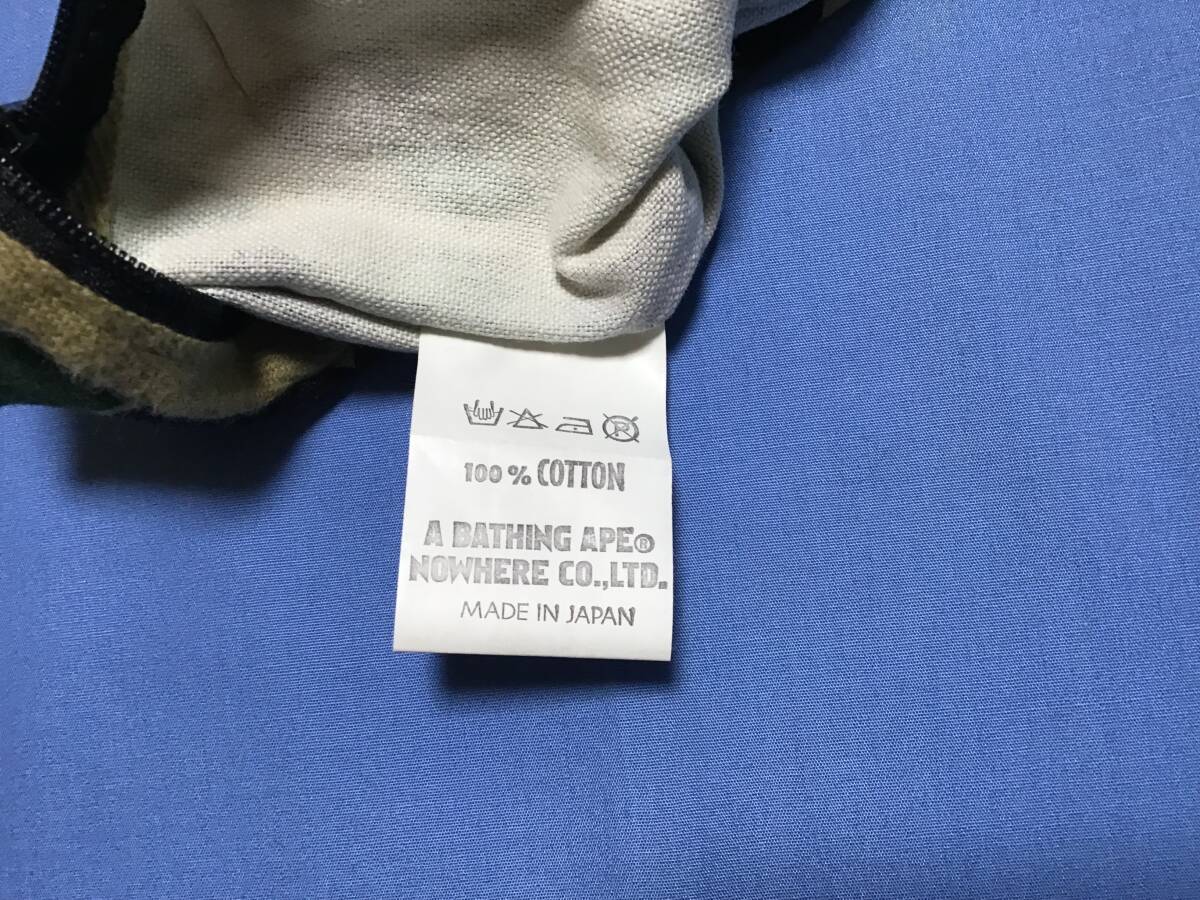 100% COTTON
A BATHING APE®
NOWHERE CO.,LTD.
MADE IN JAPAN